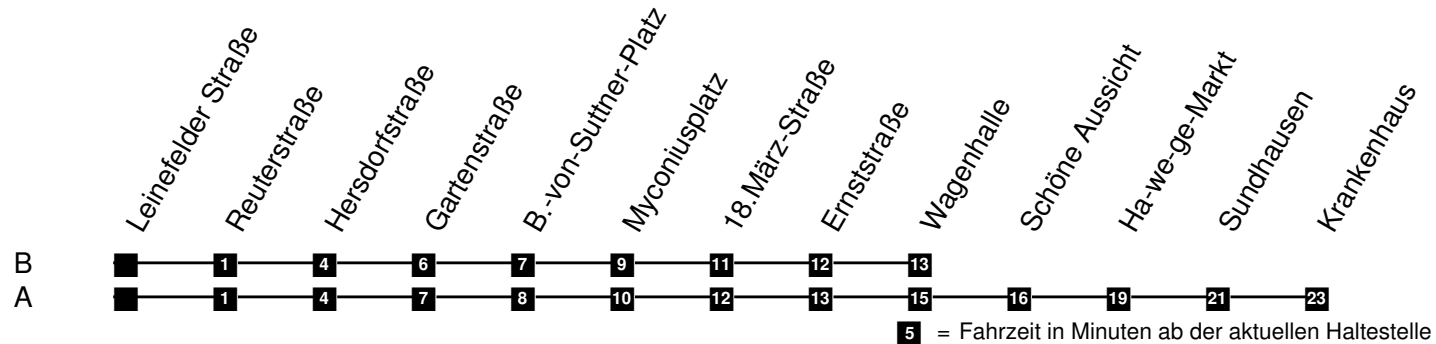 Leinefelder Straße
Reuterstraße
Hersdorfstraße
Gartenstraße
B.-von-Suttner-Platz
Myconiusplatz
18.März-Straße
Ernststraße
Wagenhalle
Schöne Aussicht
Ha-we-ge-Markt
Sundhausen
Krankenhaus
B 1 4 6 7 9 11 12 13
A 1 4 7 8 10 12 13 15 16 19 21 23
5 = Fahrzeit in Minuten ab der aktuellen Haltestelle